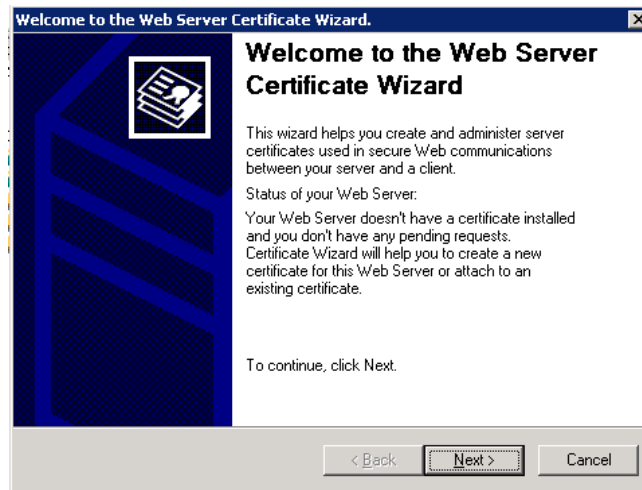 Welcome to the Web Server Certificate Wizard.
Welcome to the Web Server
Certificate Wizard
This wizard helps you create and administer server
certificates used in secure Web communications
between your server and a client.
Status of your Web Server:
Your Web Server doesn't have a certificate installed
and you don't have any pending requests.
Certificate Wizard will help you to create a new
certificate for this Web Server or attach to an
existing certificate.
To continue, click Next.
< Back
Next >
Cancel